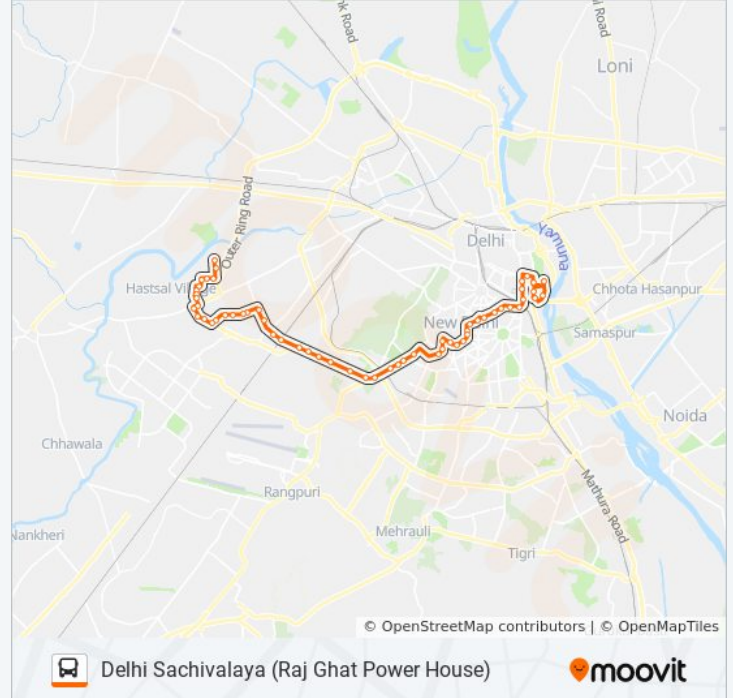 nk Road
i Road
Loni
Outer Ring Road
Delhi
Yamuna
Hastsal Village
Chhota Hasanpur
New Delhi
Samaspur
Noida
Chhawala
Rangpuri
Mathura Road
Nankheri
Mehrauli
Tigri
© OpenStreetMap contributors | © OpenMapTiles
Delhi Sachivalaya (Raj Ghat Power House)
moovit